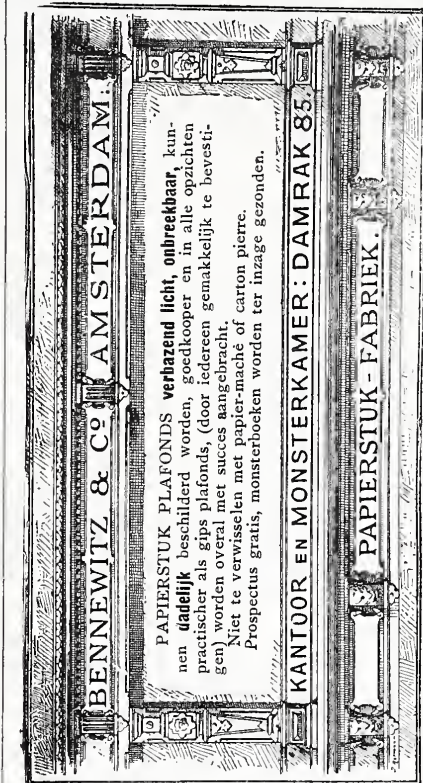 BENNEWITZ & Cº AMSTERDAM.
PAPIERSTUK PLAFONDS verbazend licht, onbreekbaar, kun-
nen dadelijk beschilderd worden, goedkooper en in alle opzichten
practischer als gips plafonds, (door iedereen gemakkelijk te bevesti-
gen) worden overal met succes aangebracht.
Niet te verwisselen met papier-maché of carton pierre.
Prospectus gratis, monsterboeken worden ter inzage gezonden.
KANTOOR EN MONSTERKAMER: DAMRAK 85.
PAPIERSTUK-FABRIEK.